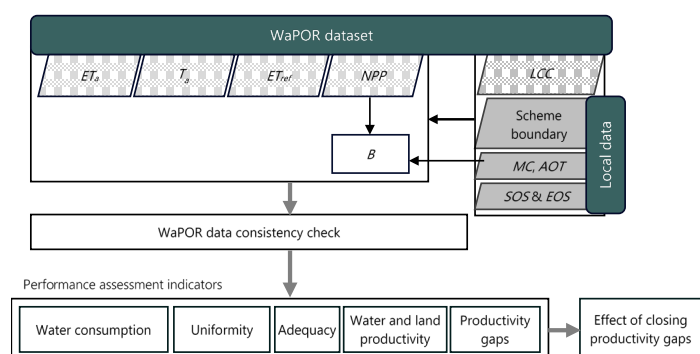 WaPOR dataset
ETa
Ta
ETref
NPP
LCC
Scheme
boundary
B
MC, AOT
SOS & EOS
Local data
WaPOR data consistency check
Performance assessment indicators
Water consumption
Uniformity
Adequacy
Water and land
productivity
Productivity
gaps
Effect of closing
productivity gaps